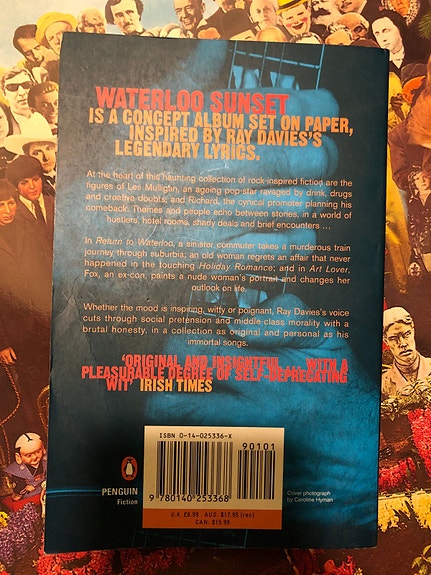 WATERLOO SUNSET
IS A CONCEPT ALBUM SET ON PAPER,
INSPIRED BY RAY DAVIES'S
LEGENDARY LYRICS.
At the heart of this haunting collection of rock-inspired fiction are the
figures of Les Mulligan, an ageing pop-star ravaged by drink, drugs
and creative doubts, and Richard, the cynical promoter planning his
comeback. Themes and people echo between stories, in a world of
hustlers, hotel rooms, shady deals and brief encounters ...
In Return to Waterloo, a sinister commuter takes a murderous train
journey through suburbia; an old woman regrets an affair that never
happened in the touching Holiday Romance; and in Art Lover,
Fox, an ex-con, paints a nude woman's portrait and changes her
outlook on life.
Whether the mood is inspiring, witty or poignant, Ray Davies's voice
cuts through social pretension and middle-class morality with a
brutal honesty, in a collection as original and personal as his
immortal songs.
'ORIGINAL AND INSIGHTFUL ... WITH A
PLEASURABLE DEGREE OF SELF-DEPRECATING
WIT' IRISH TIMES
ISBN 0-14-025336-X
90101
9 780140 253368
PENGUIN
Fiction
Cover photograph
by Caroline Hyman
U.K. £6.99 AUS. $17.95 (rec)
CAN. $15.99